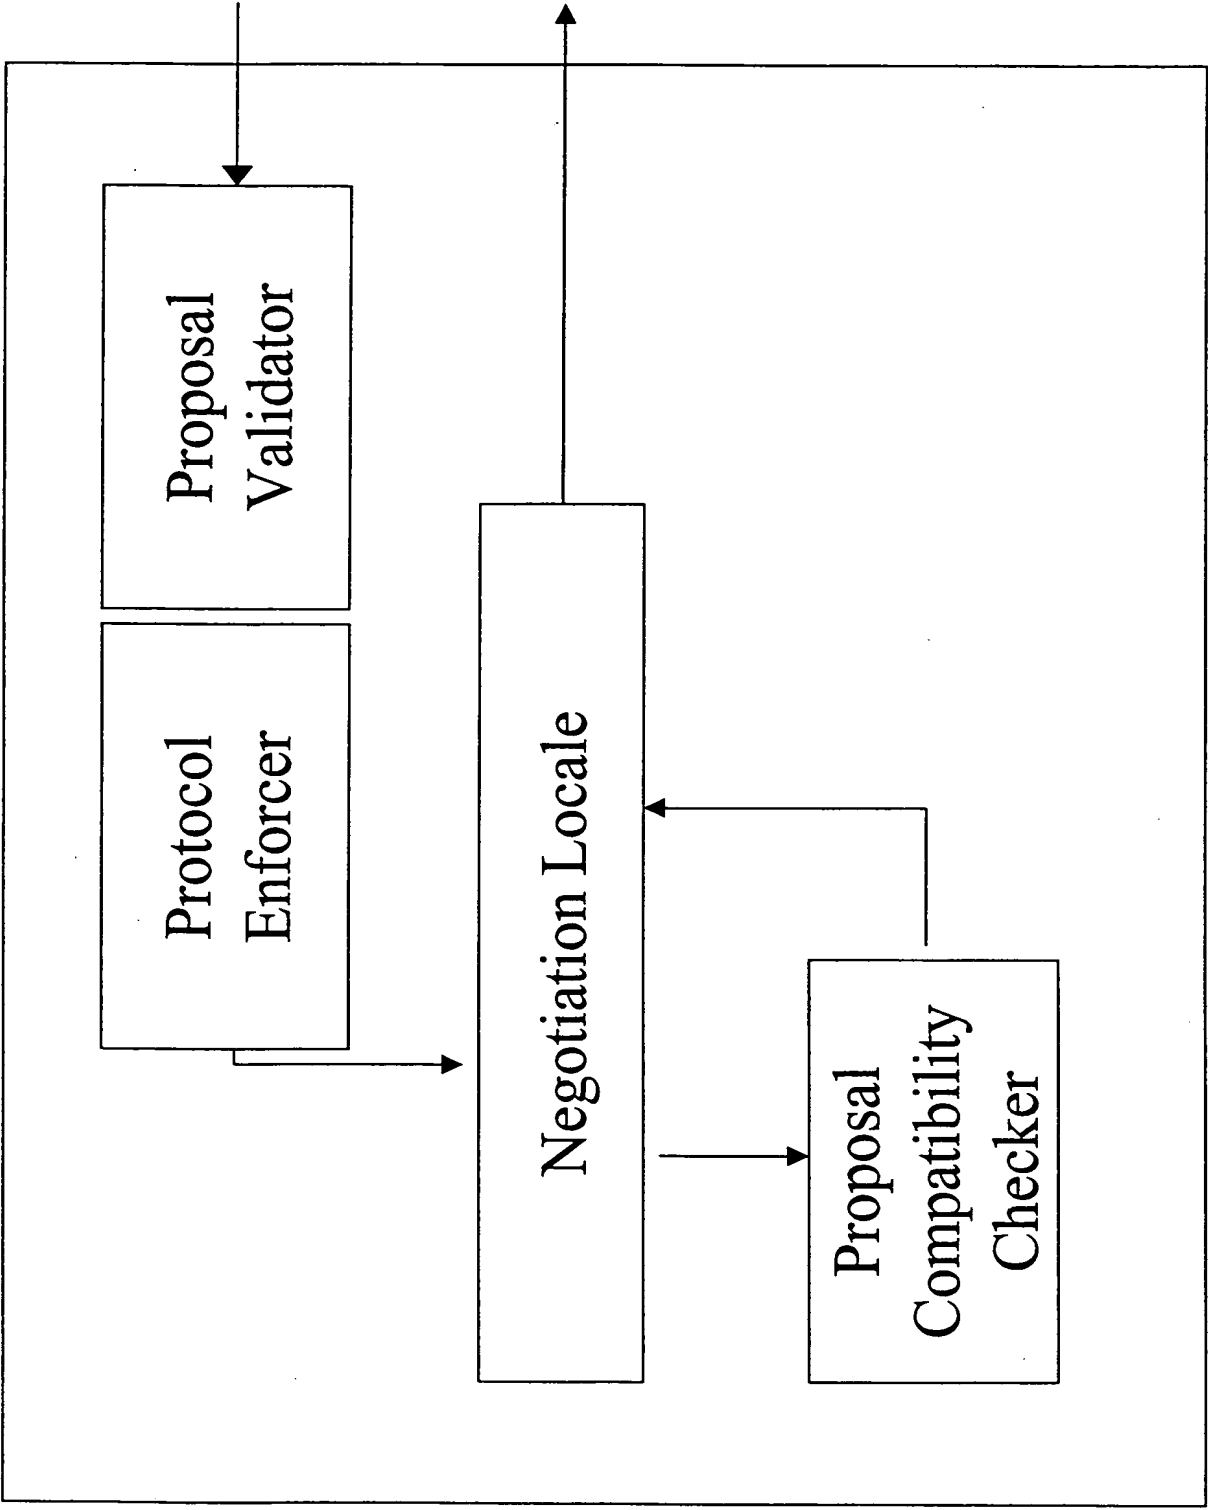 Protocol
Enforcer
Proposal
Validator
Negotiation Locale
Proposal
Compatibility
Checker